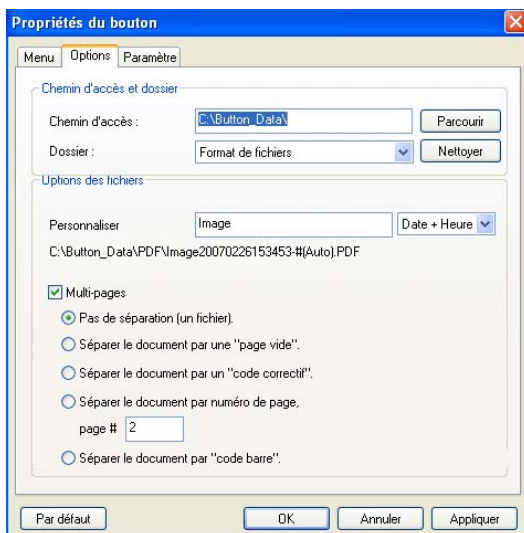 Propriétés du bouton
Menu Options Paramètre
Chemin d'accès et dossier
Chemin d'accès : C:\Button_Data\ Parcourir
Dossier : Format de fichiers Nettoyer
Options des fichiers
Personnaliser Image Date + Heure
C:\Button_Data\PDF\Image20070226153453-#(Auto).PDF
Multi-pages
Pas de séparation (un fichier).
Séparer le document par une "page vide".
Séparer le document par un "code correctif".
Séparer le document par numéro de page,
page # 2
Séparer le document par "code barre".
Par défaut OK Annuler Appliquer